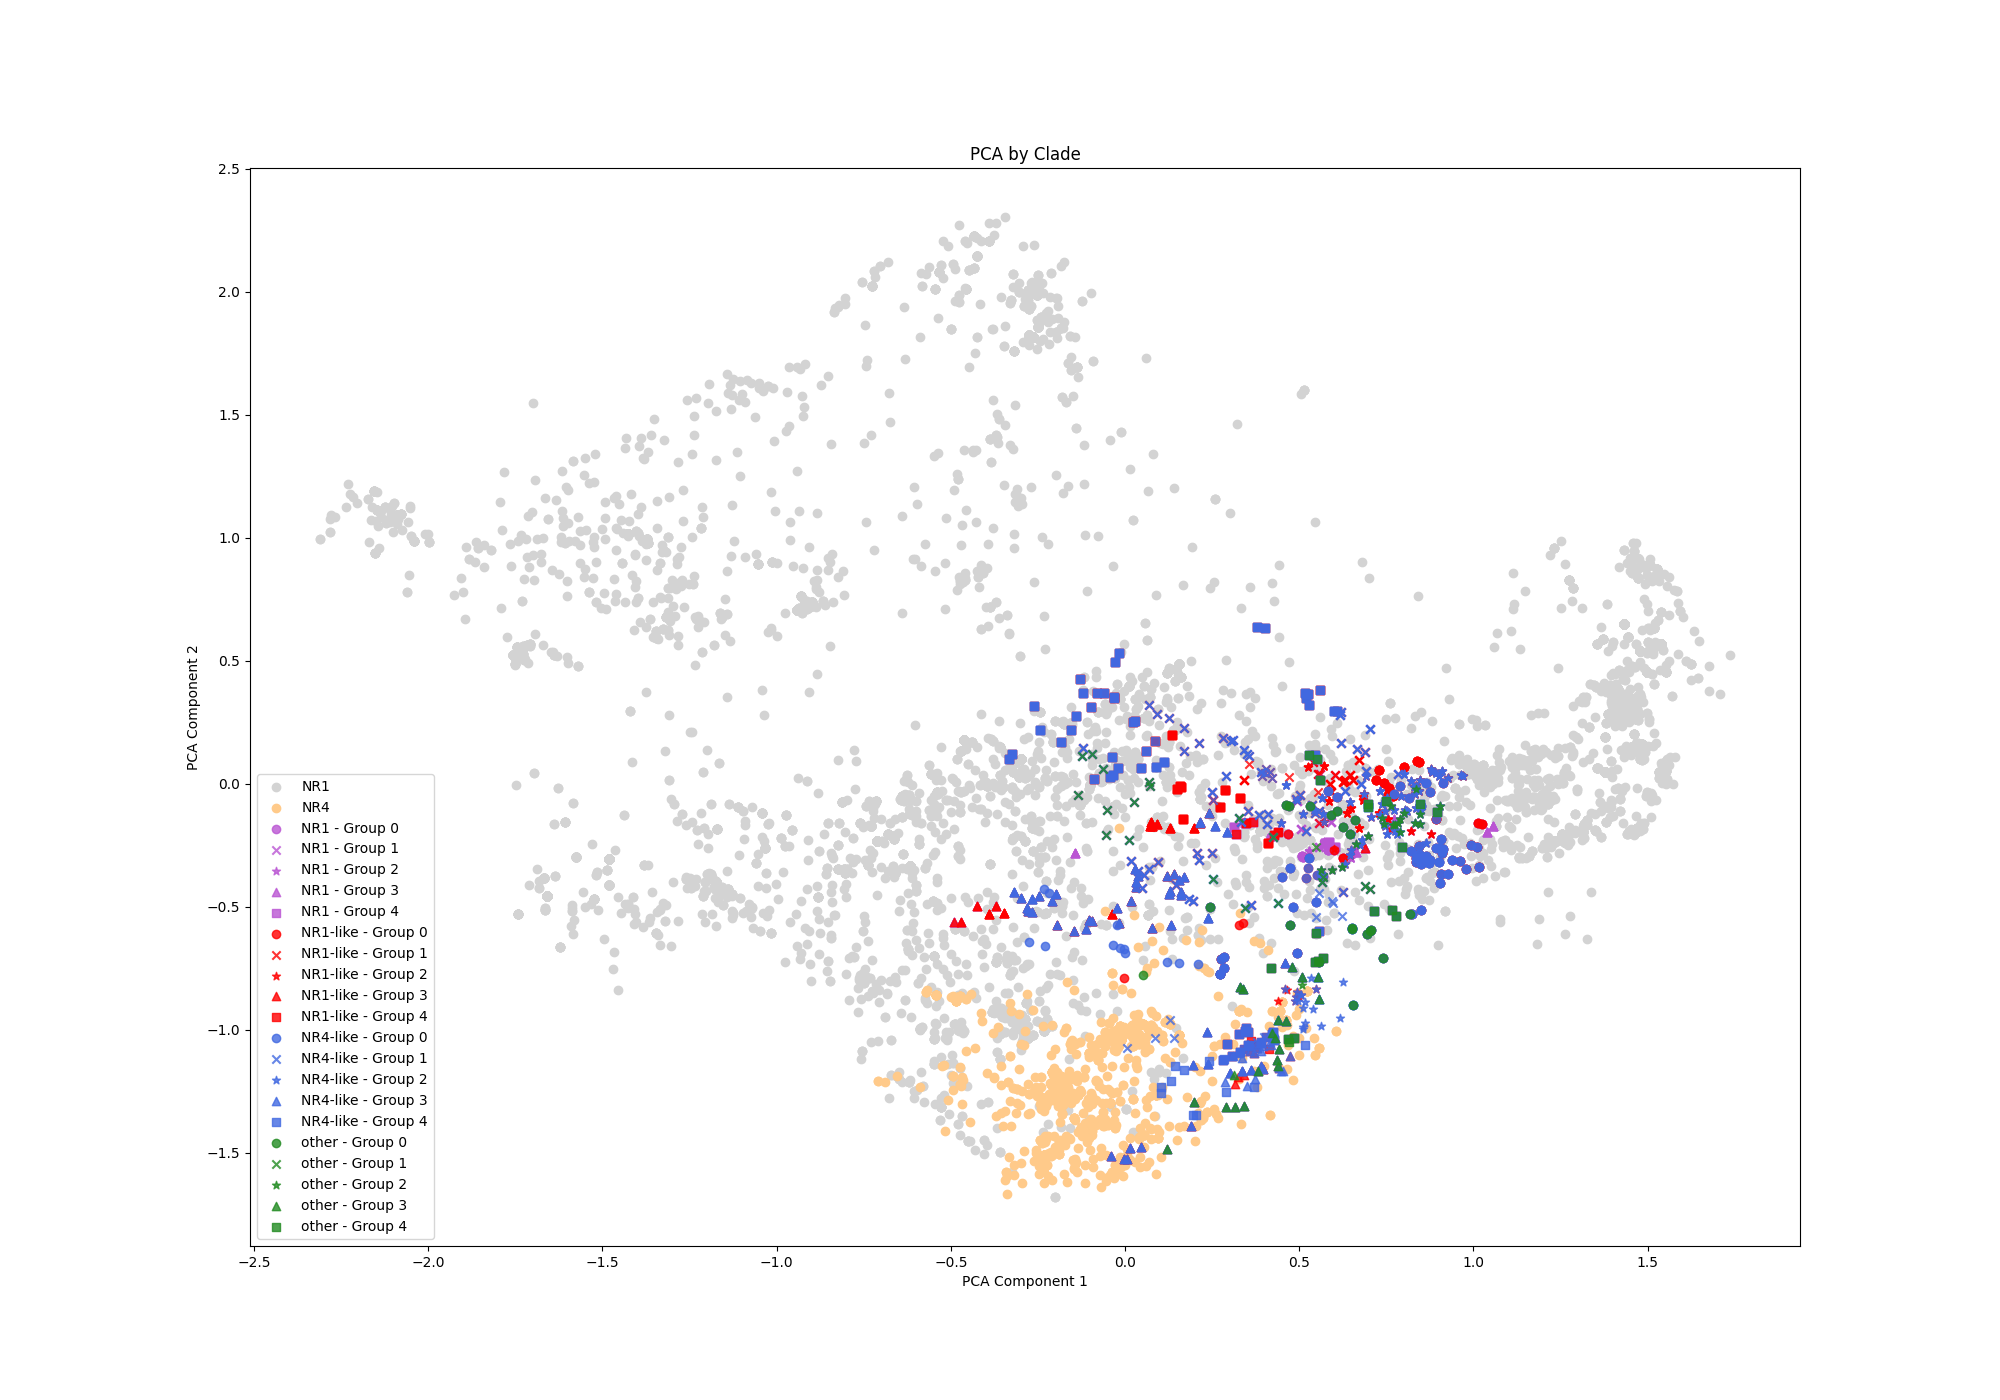 PCA by Clade
2.5
2.0
1.5
1.0
0.5
0.0
−0.5
−1.0
−1.5
PCA Component 2
NR1
NR4
NR1 - Group 0
NR1 - Group 1
NR1 - Group 2
NR1 - Group 3
NR1 - Group 4
NR1-like - Group 0
NR1-like - Group 1
NR1-like - Group 2
NR1-like - Group 3
NR1-like - Group 4
NR4-like - Group 0
NR4-like - Group 1
NR4-like - Group 2
NR4-like - Group 3
NR4-like - Group 4
other - Group 0
other - Group 1
other - Group 2
other - Group 3
other - Group 4
−2.5 −2.0 −1.5 −1.0 −0.5 0.0 0.5 1.0 1.5
PCA Component 1